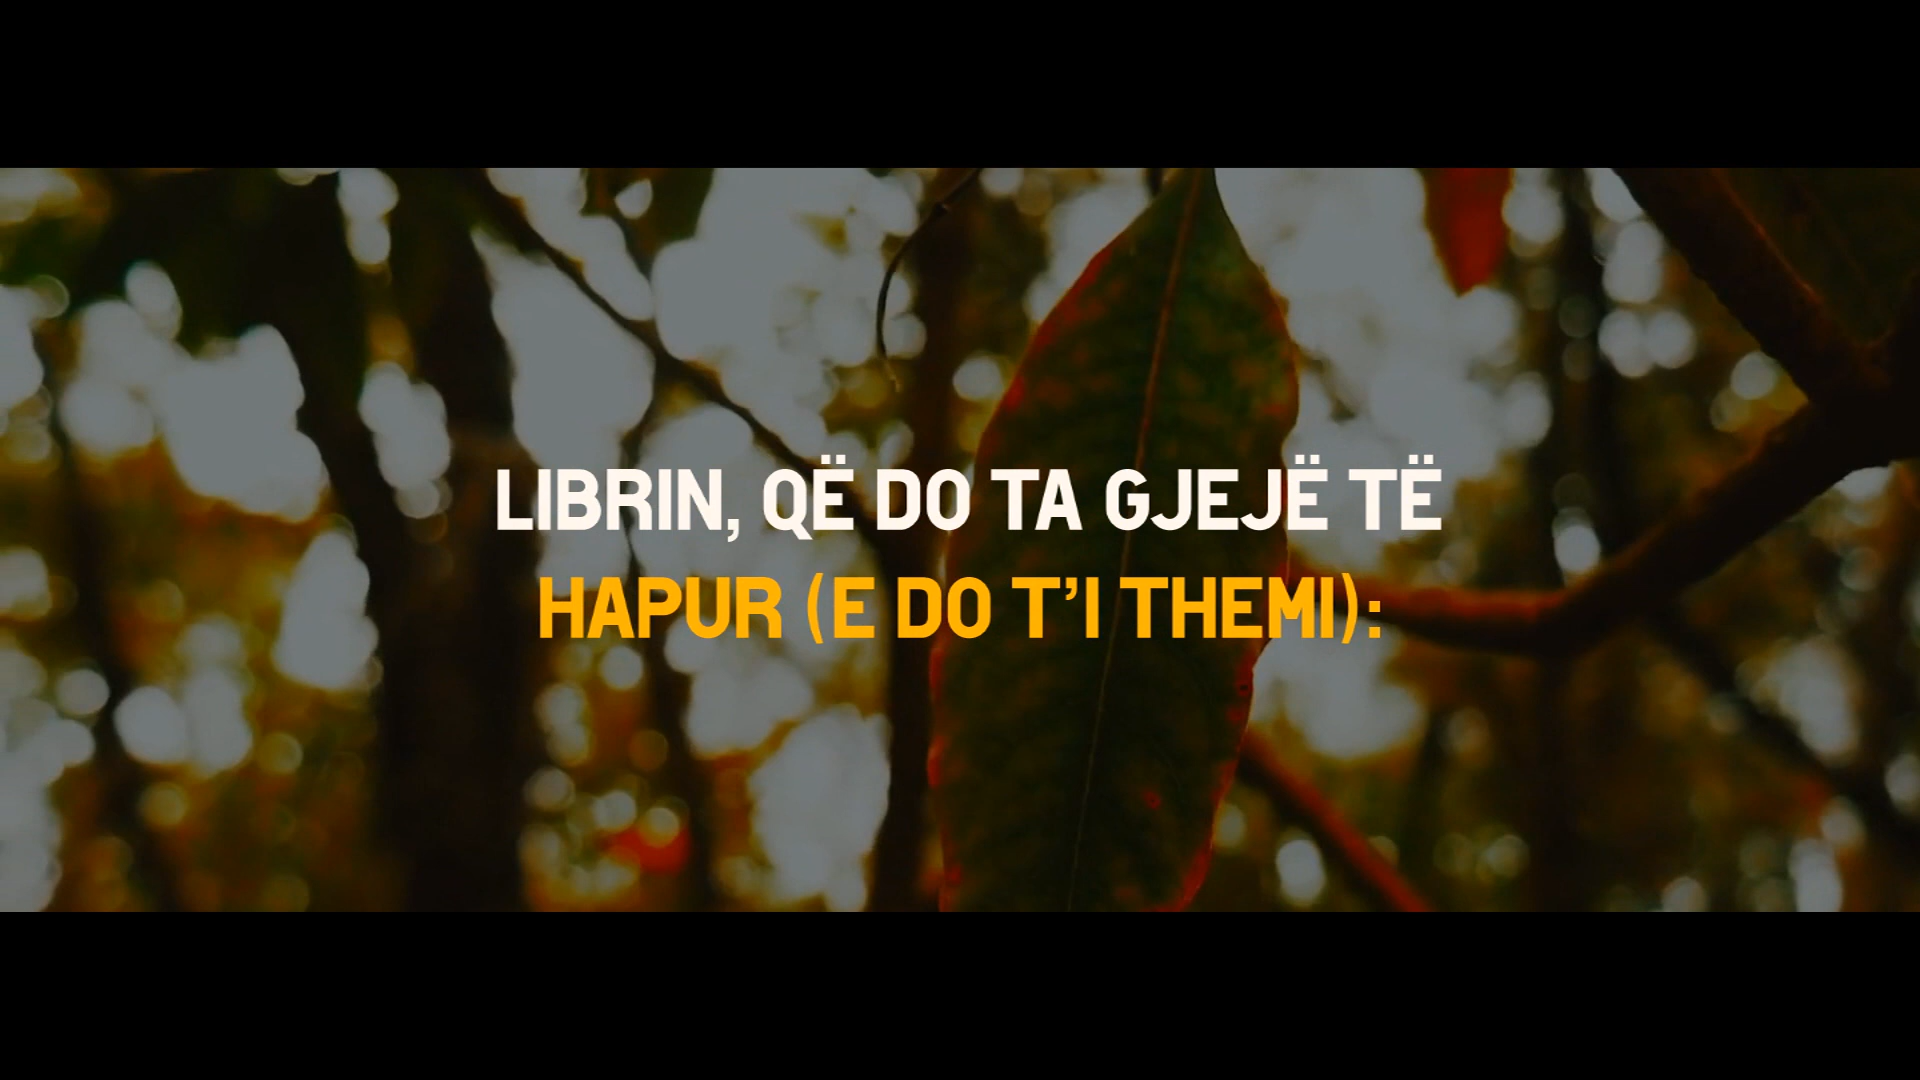 LIBRIN, QË DO TA GJEJË TË
HAPUR (E DO T’I THEMI):